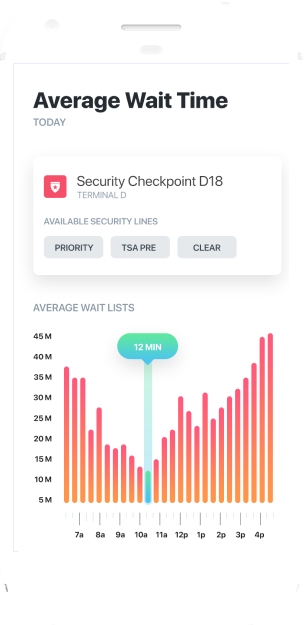 Average Wait Time
TODAY
Security Checkpoint D18
TERMINAL D
AVAILABLE SECURITY LINES
PRIORITY TSA PRE CLEAR
AVERAGE WAIT LISTS
45 M
12 MIN
40 M
35 M
30 M
25 M
20 M
15 M
10 M
5 M
7a 8a 9a 10a 11a 12p 1p 2p 3p 4p